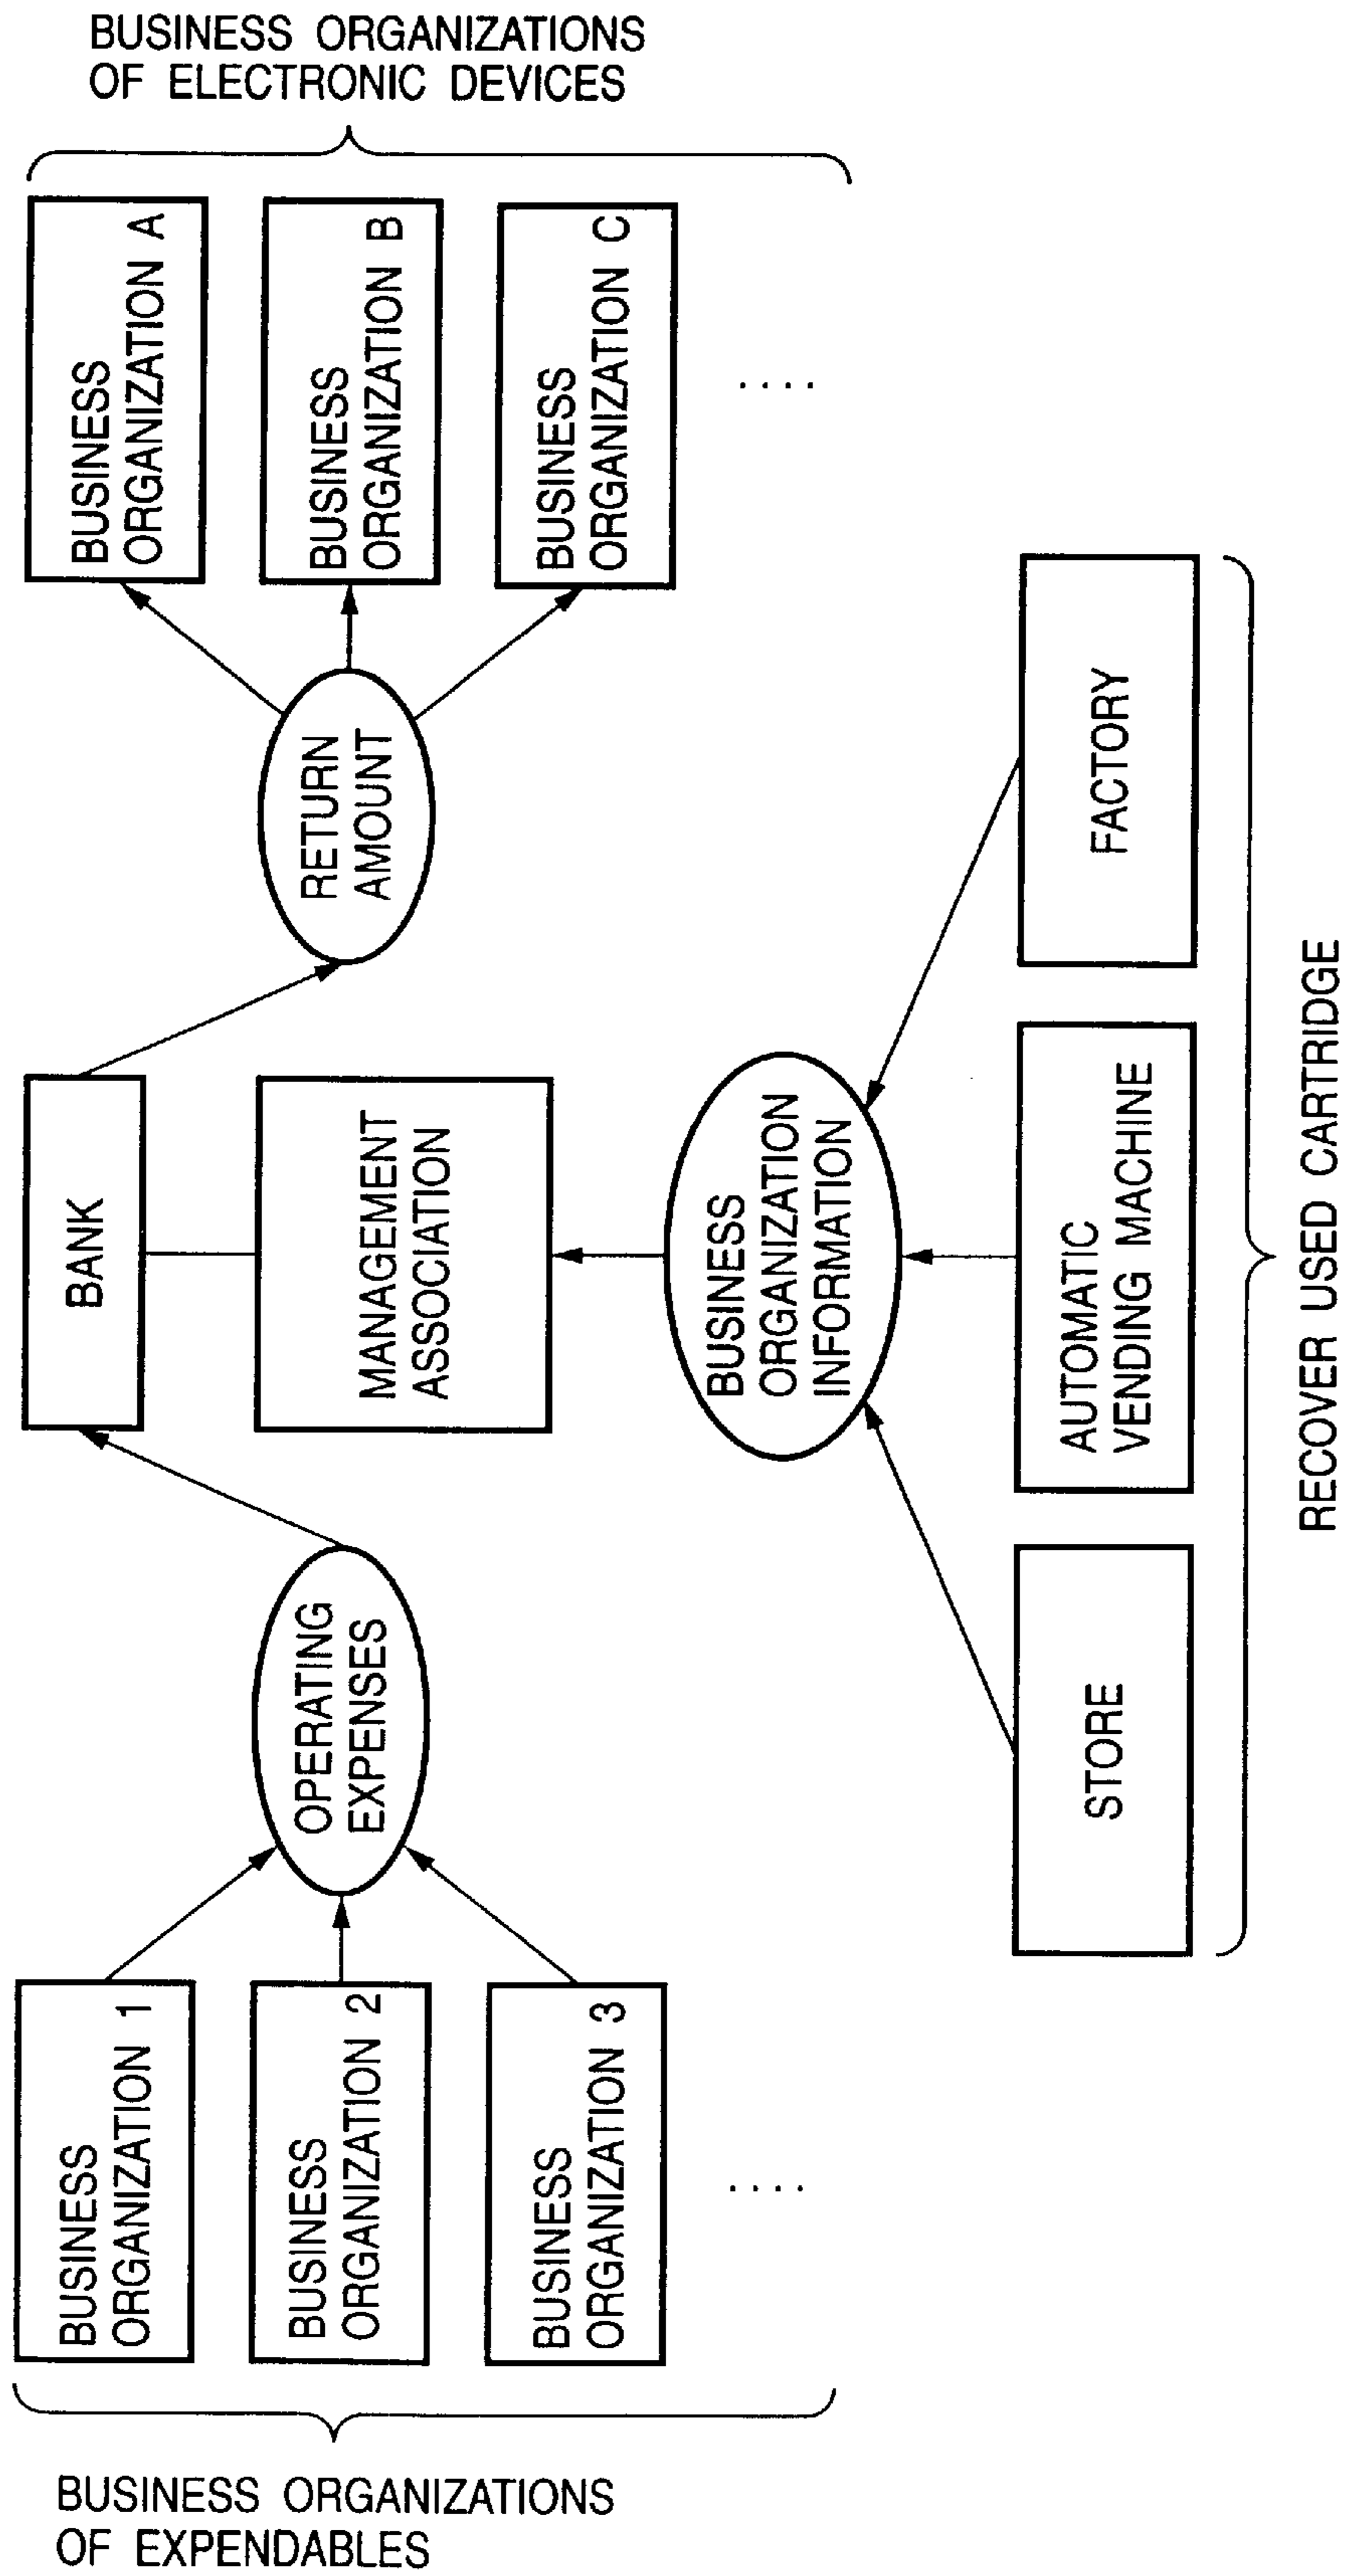 BUSINESS ORGANIZATIONS
OF ELECTRONIC DEVICES
BUSINESS
ORGANIZATION A
BUSINESS
ORGANIZATION B
BUSINESS
ORGANIZATION C
....
RETURN
AMOUNT
BANK
MANAGEMENT
ASSOCIATION
BUSINESS
ORGANIZATION
INFORMATION
OPERATING
EXPENSES
BUSINESS
ORGANIZATION 1
BUSINESS
ORGANIZATION 2
BUSINESS
ORGANIZATION 3
....
BUSINESS ORGANIZATIONS
OF EXPENDABLES
STORE
AUTOMATIC
VENDING MACHINE
FACTORY
RECOVER USED CARTRIDGE